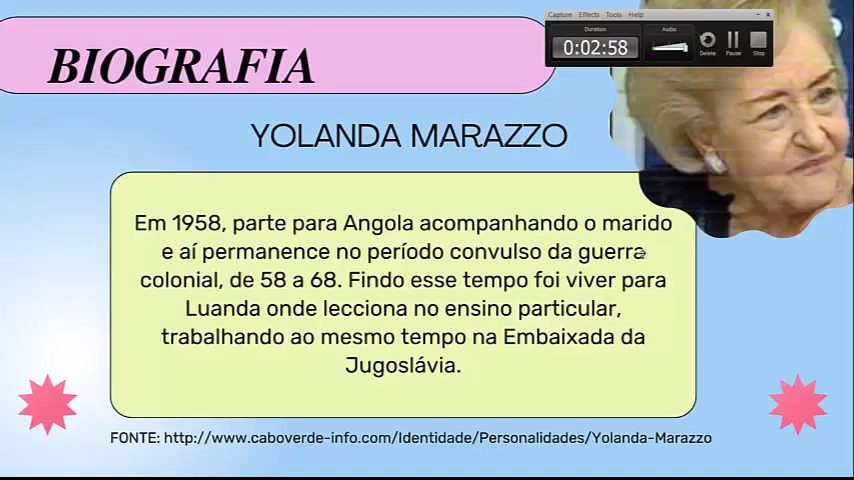 Capture Effects Tools Help
Duration
Audio
0:02:58
Delete Pause Stop
BIOGRAFIA
YOLANDA MARAZZO
Em 1958, parte para Angola acompanhando o marido
e aí permanence no período convulso da guerra
colonial, de 58 a 68. Findo esse tempo foi viver para
Luanda onde lecciona no ensino particular,
trabalhando ao mesmo tempo na Embaixada da
Jugoslávia.
FONTE: http://www.caboverde-info.com/Identidade/Personalidades/Yolanda-Marazzo